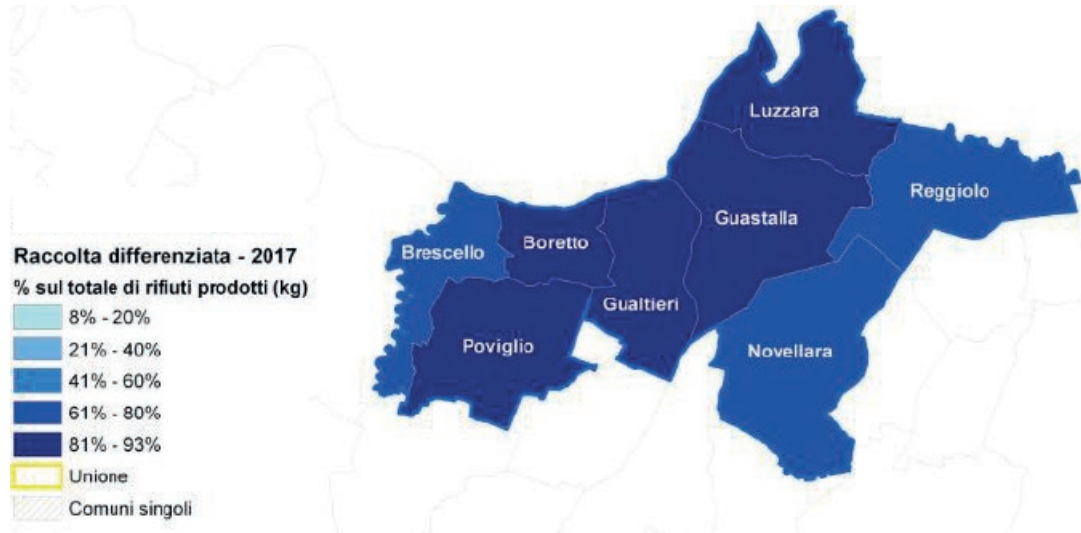 Luzzara
Reggiolo
Guastalla
Boretto
Brescello
Gualtieri
Poviglio
Novellara
Raccolta differenziata - 2017
% sul totale di rifiuti prodotti (kg)
8% - 20%
21% - 40%
41% - 60%
61% - 80%
81% - 93%
Unione
Comuni singoli